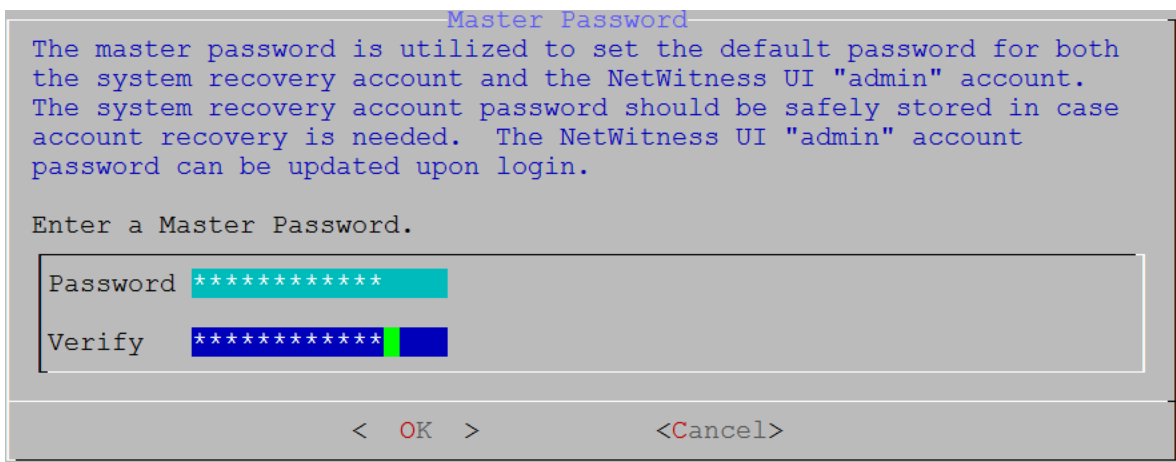 Master Password
The master password is utilized to set the default password for both
the system recovery account and the NetWitness UI "admin" account.
The system recovery account password should be safely stored in case
account recovery is needed.  The NetWitness UI "admin" account
password can be updated upon login.
Enter a Master Password.
Password ************
Verify ************
< OK > <Cancel>